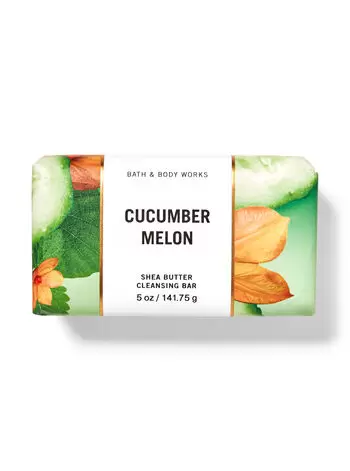 BATH & BODY WORKS
CUCUMBER
MELON
SHEA BUTTER
CLEANSING BAR
5 oz / 141.75 g